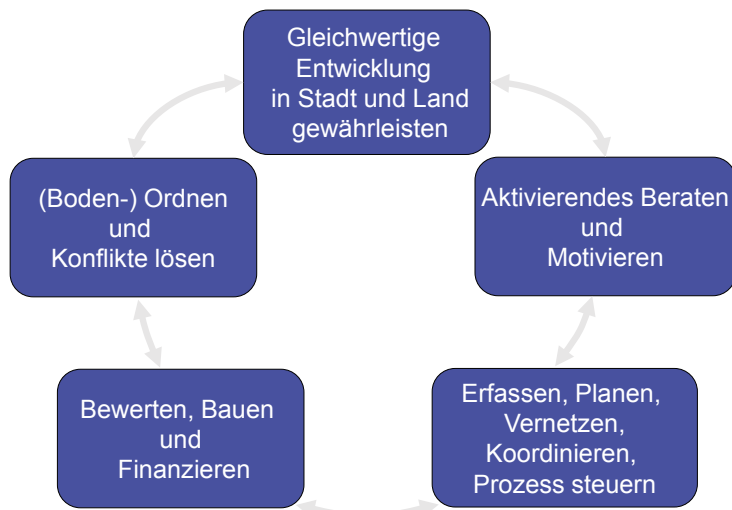 Gleichwertige
Entwicklung
in Stadt und Land
gewährleisten
(Boden-) Ordnen
und
Konflikte lösen
Aktivierendes Beraten
und
Motivieren
Bewerten, Bauen
und
Finanzieren
Erfassen, Planen,
Vernetzen,
Koordinieren,
Prozess steuern